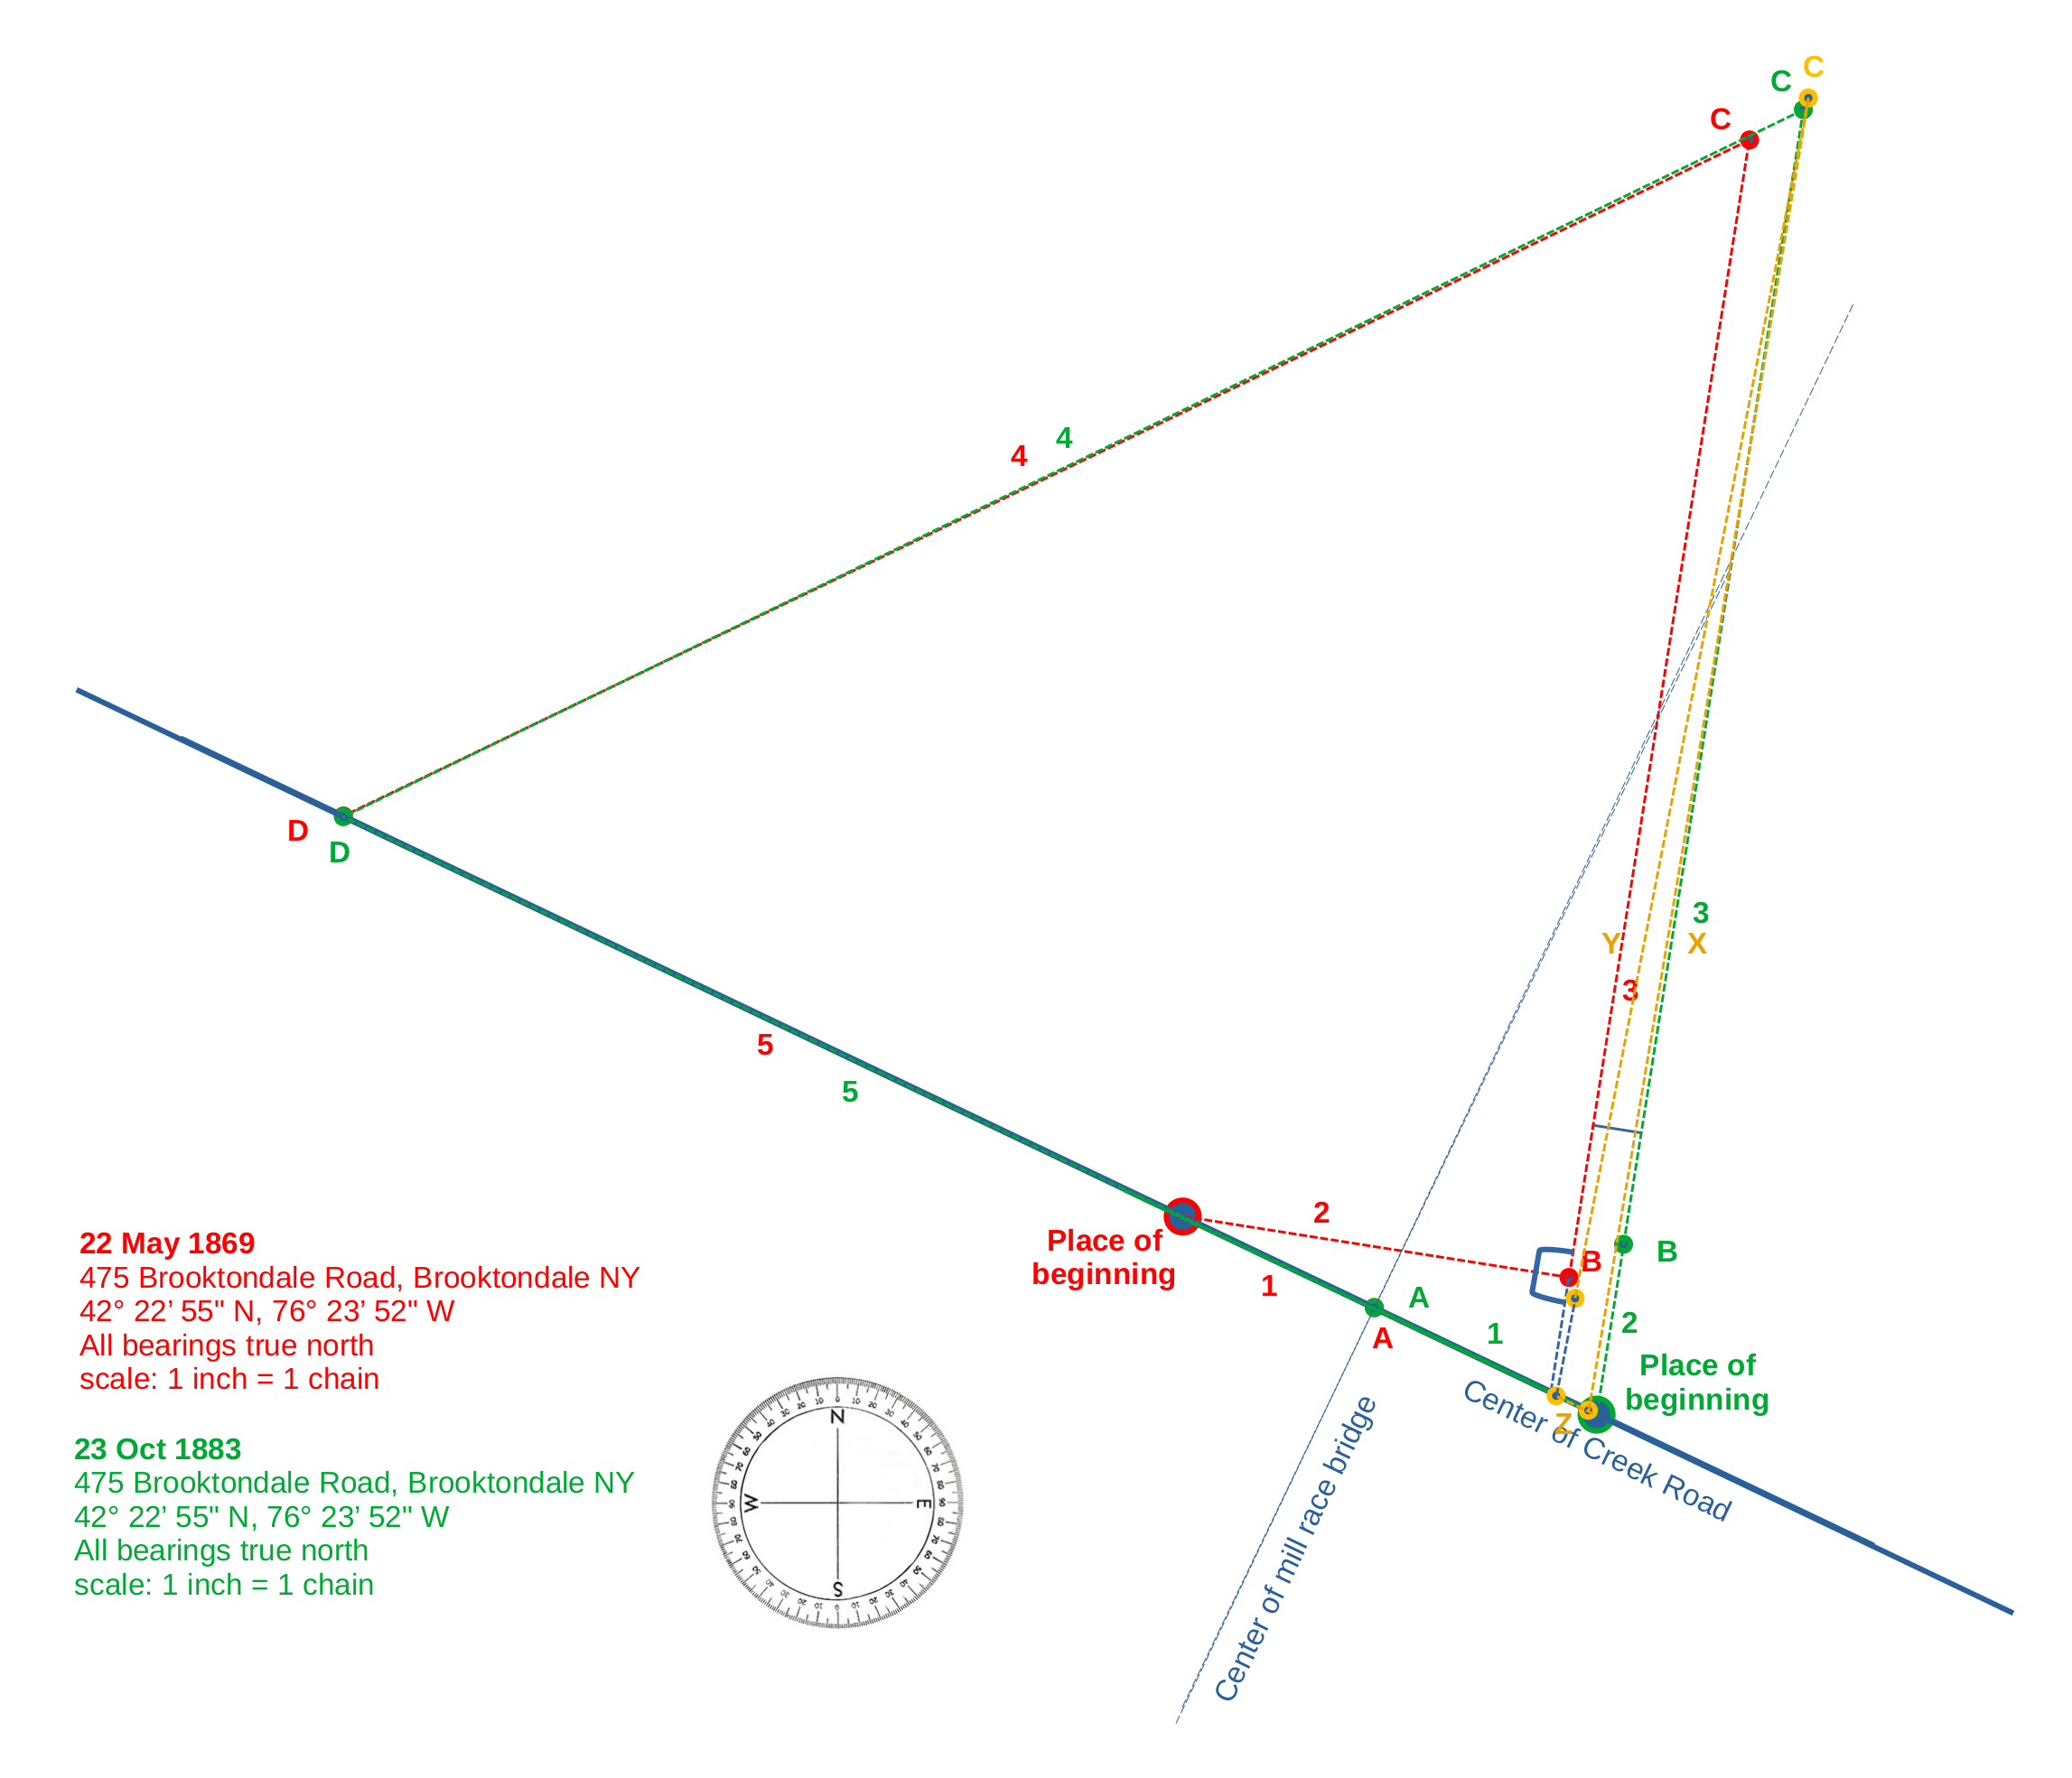 C
C
C
4
4
3
Y
X
3
D
D
5
5
2
Place of
beginning
B
B
1
A
A
1
2
Place of
beginning
Z
Center of Creek Road
Center of mill race bridge
22 May 1869
475 Brooktondale Road, Brooktondale NY
42° 22’ 55" N, 76° 23’ 52" W
All bearings true north
scale: 1 inch = 1 chain
23 Oct 1883
475 Brooktondale Road, Brooktondale NY
42° 22’ 55" N, 76° 23’ 52" W
All bearings true north
scale: 1 inch = 1 chain
N
W
E
S